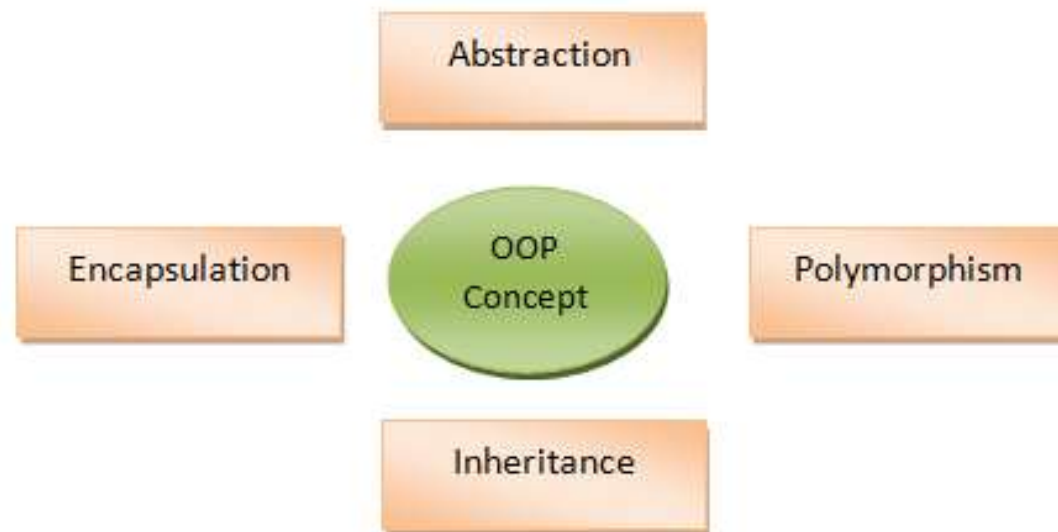 Abstraction
Encapsulation
OOP
Concept
Polymorphism
Inheritance